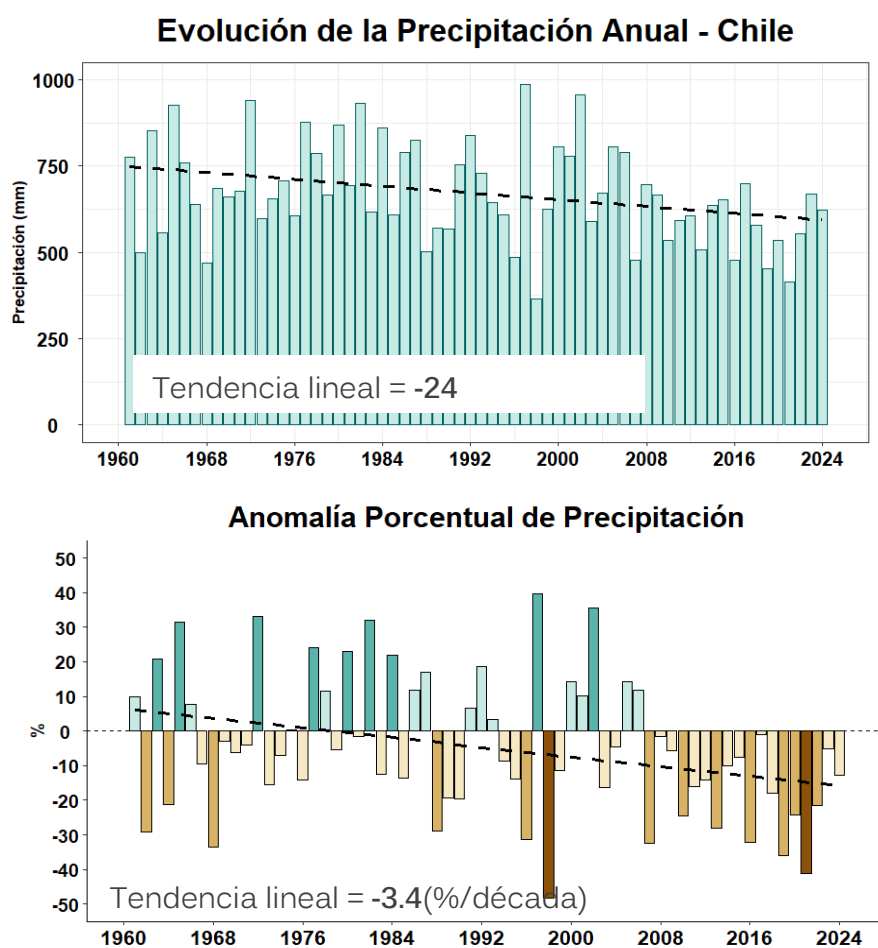 Evolución de la Precipitación Anual - Chile
Precipitación (mm)
1000
750
500
250
0
Tendencia lineal = -24
1960 1968 1976 1984 1992 2000 2008 2016 2024
Anomalía Porcentual de Precipitación
%
50
40
30
20
10
0
-10
-20
-30
-40
-50
Tendencia lineal = -3.4(%/década)
1960 1968 1976 1984 1992 2000 2008 2016 2024